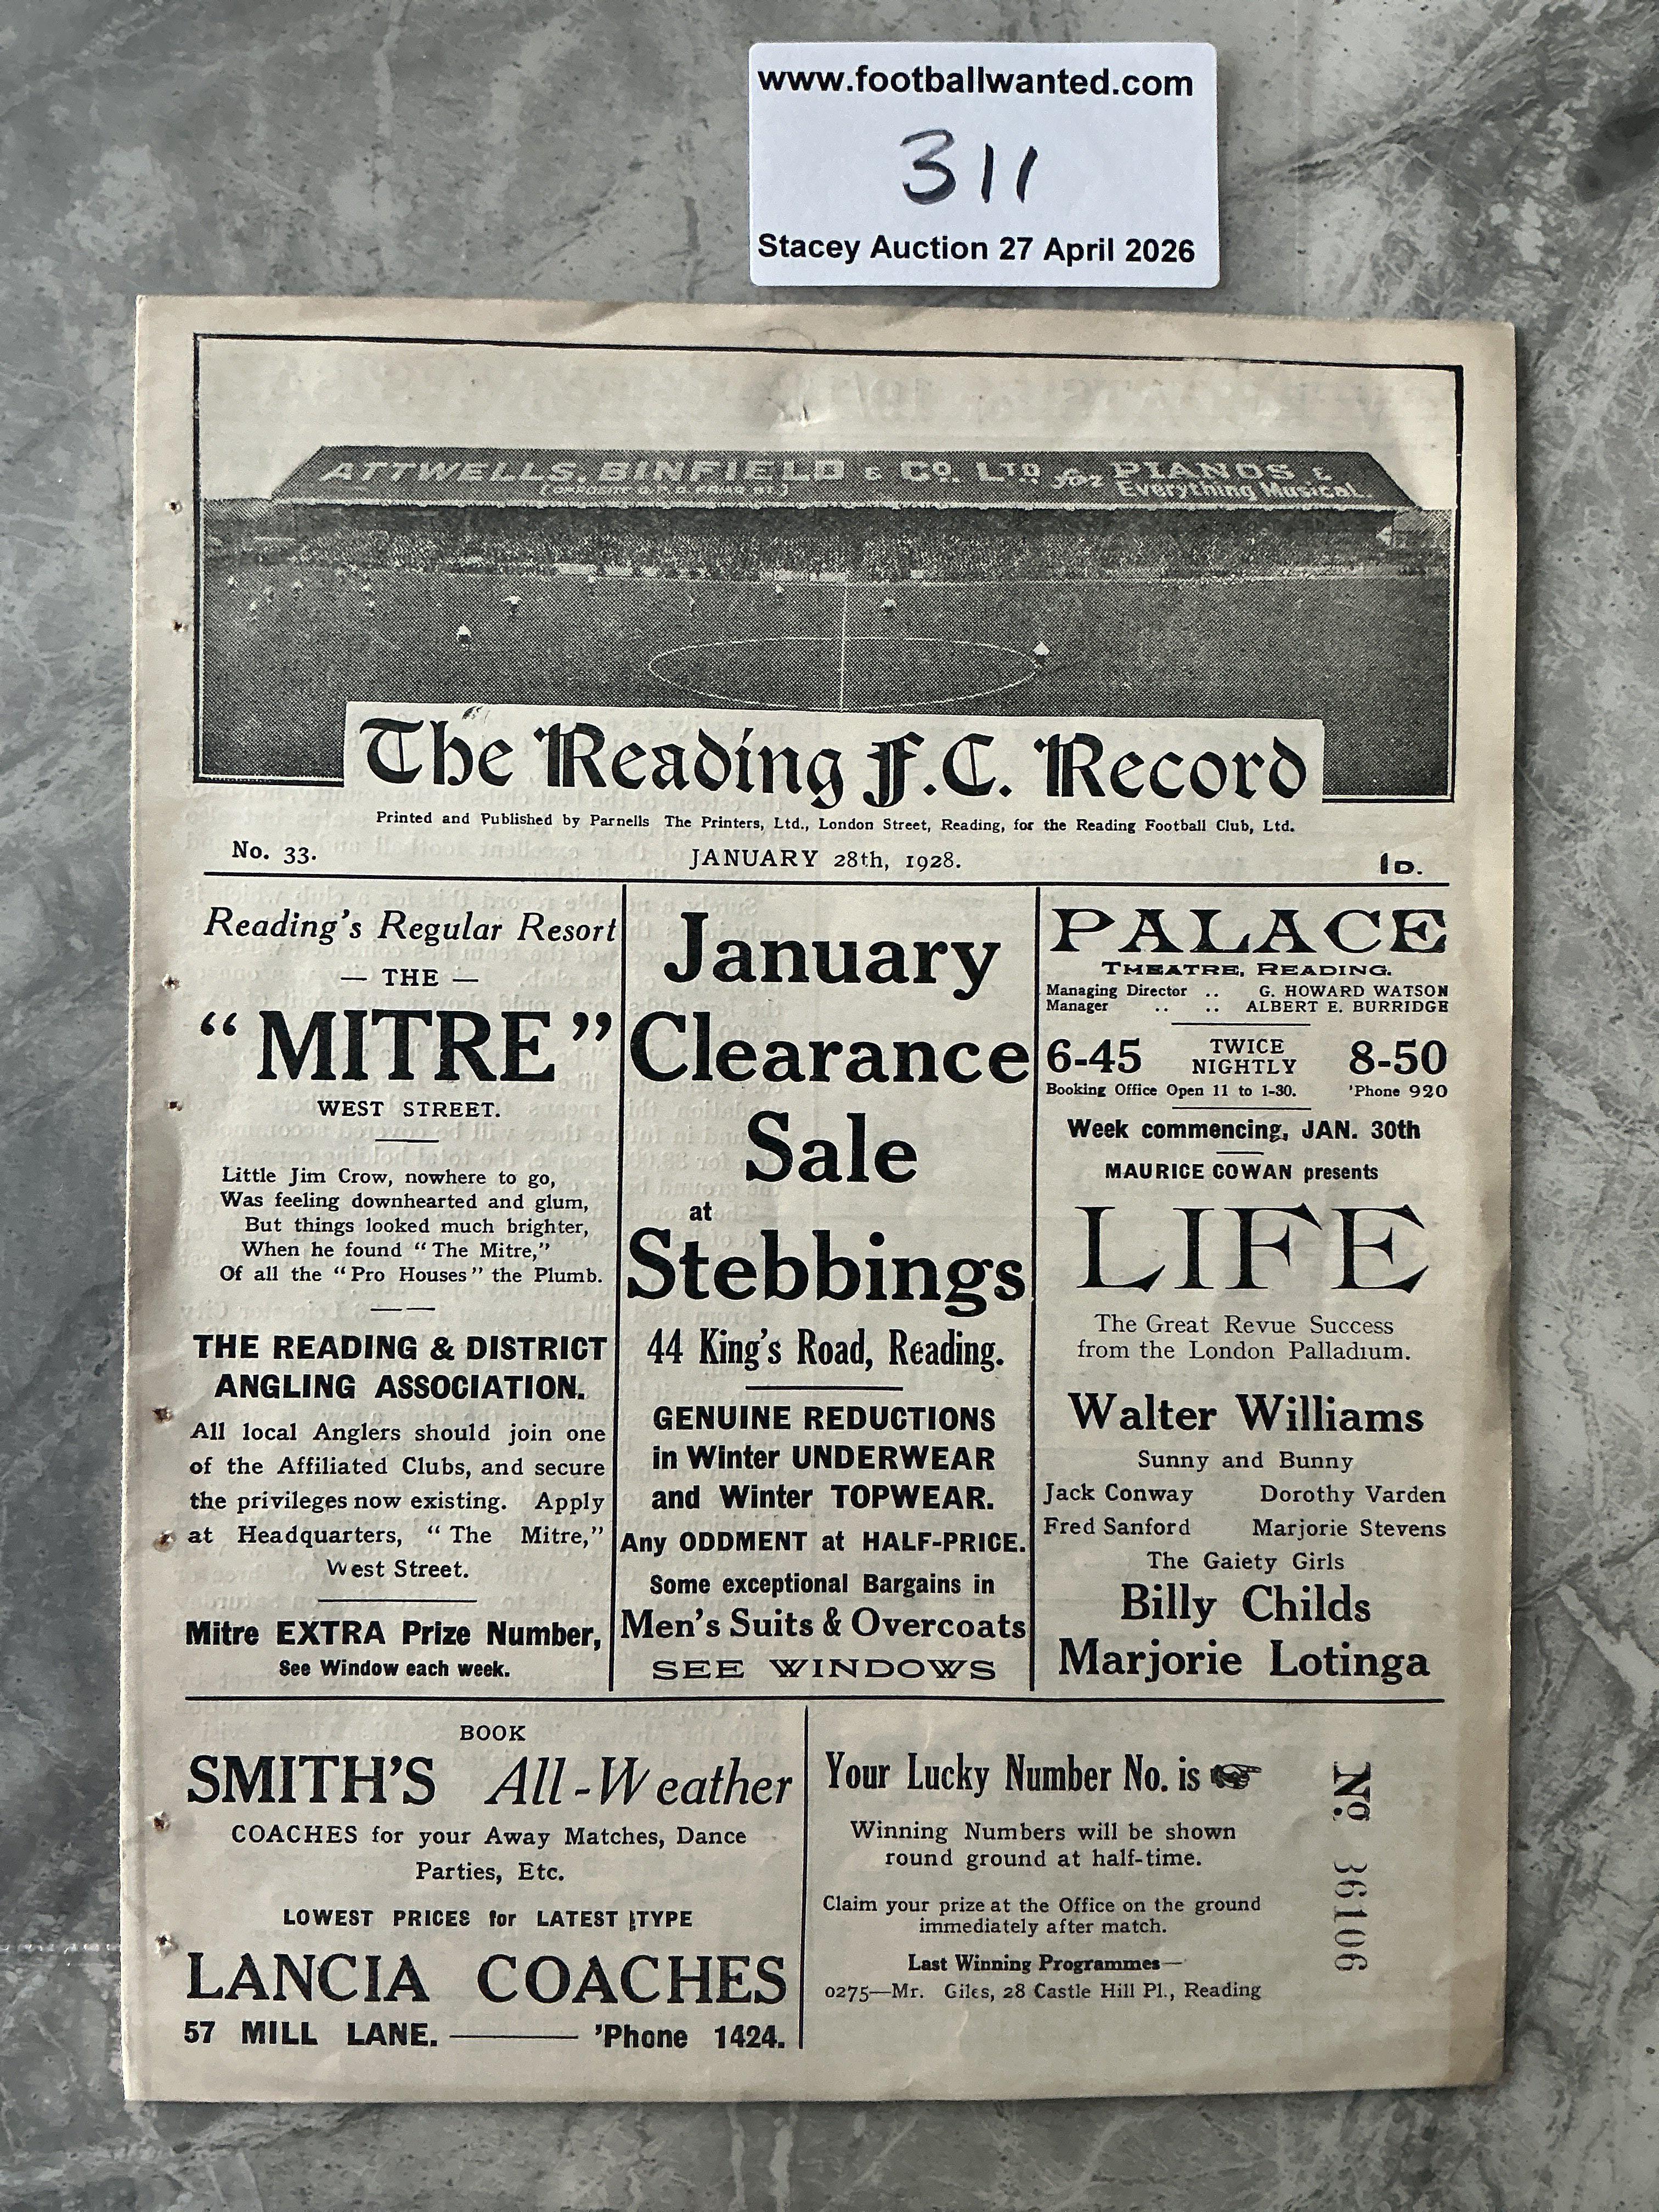 www.footballwanted.com
311
Stacey Auction 27 April 2026
ATTWELLS, BINFIELD & Co. LTD for PIANOS &
(OPPOSITE G.P.O. FRIAR ST.) Everything Musical.
The Reading F.C. Record
Printed and Published by Parnells The Printers, Ltd., London Street, Reading, for the Reading Football Club, Ltd.
No. 33. JANUARY 28th, 1928. 1D.
Reading's Regular Resort
— THE —
"MITRE"
WEST STREET.
Little Jim Crow, nowhere to go,
Was feeling downhearted and glum,
But things looked much brighter,
When he found "The Mitre,"
Of all the "Pro Houses" the Plumb.
THE READING & DISTRICT
ANGLING ASSOCIATION.
All local Anglers should join one
of the Affiliated Clubs, and secure
the privileges now existing. Apply
at Headquarters, "The Mitre,"
West Street.
Mitre EXTRA Prize Number,
See Window each week.
January
Clearance
Sale
at
Stebbings
44 King's Road, Reading.
GENUINE REDUCTIONS
in Winter UNDERWEAR
and Winter TOPWEAR.
Any ODDMENT at HALF-PRICE.
Some exceptional Bargains in
Men's Suits & Overcoats
SEE WINDOWS
PALACE
THEATRE, READING.
Managing Director .. G. HOWARD WATSON
Manager .. .. ALBERT E. BURRIDGE
6-45 TWICE NIGHTLY 8-50
Booking Office Open 11 to 1-30. 'Phone 920
Week commencing, JAN. 30th
MAURICE COWAN presents
LIFE
The Great Revue Success
from the London Palladium.
Walter Williams
Sunny and Bunny
Jack Conway Dorothy Varden
Fred Sanford Marjorie Stevens
The Gaiety Girls
Billy Childs
Marjorie Lotinga
BOOK
SMITH'S All-Weather
COACHES for your Away Matches, Dance
Parties, Etc.
LOWEST PRICES for LATEST TYPE
LANCIA COACHES
57 MILL LANE. 'Phone 1424.
Your Lucky Number No. is
Winning Numbers will be shown
round ground at half-time.
Claim your prize at the Office on the ground
immediately after match.
Last Winning Programmes—
0275—Mr. Giles, 28 Castle Hill Pl., Reading
No. 36106